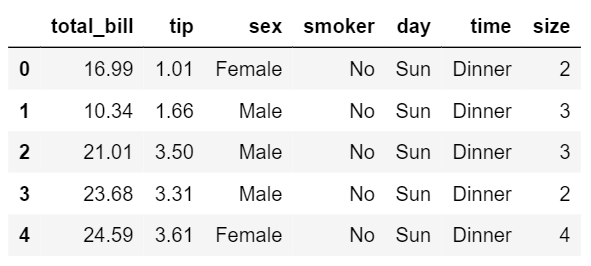 total_bill tip sex smoker day time size
0 16.99 1.01 Female No Sun Dinner 2
1 10.34 1.66 Male No Sun Dinner 3
2 21.01 3.50 Male No Sun Dinner 3
3 23.68 3.31 Male No Sun Dinner 2
4 24.59 3.61 Female No Sun Dinner 4